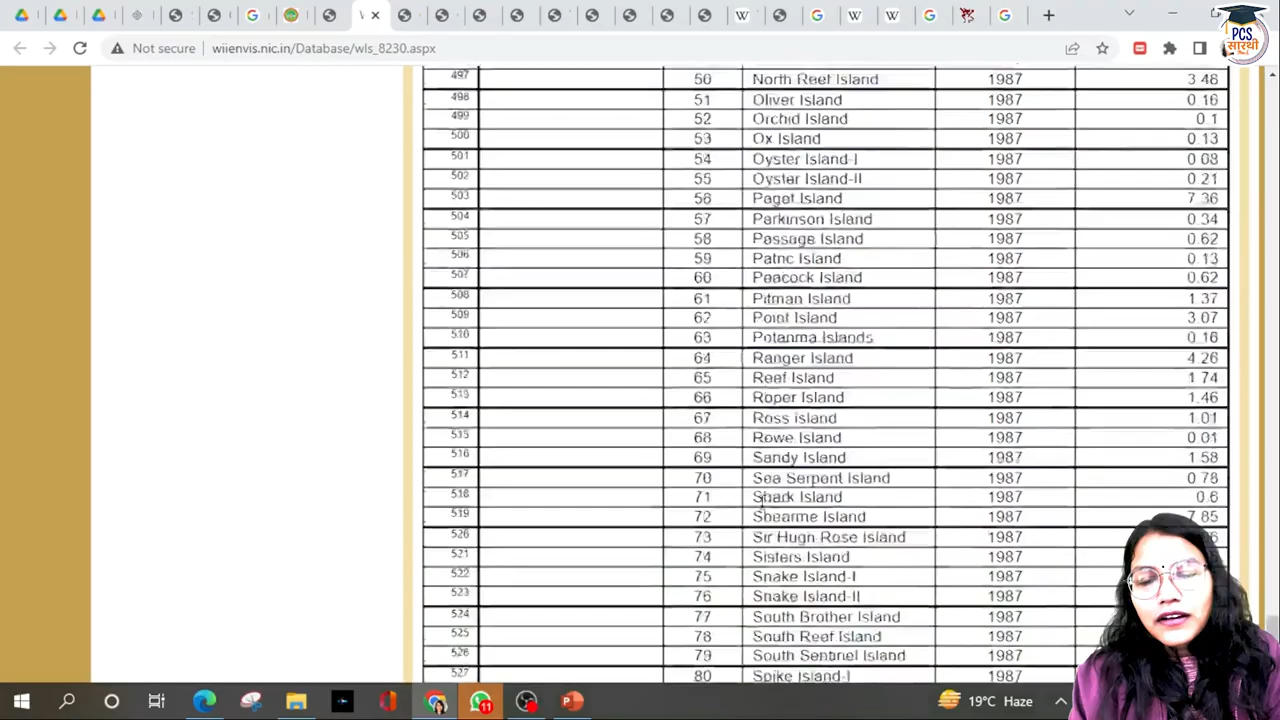 Not secure
wiienvis.nic.in/Database/wls_8230.aspx
PCS
सारथी
497 50 North Reef Island 1987 3.48
498 51 Oliver Island 1987 0.16
499 52 Orchid Island 1987 0.1
500 53 Ox Island 1987 0.13
501 54 Oyster Island-I 1987 0.08
502 55 Oyster Island-II 1987 0.21
503 56 Paget Island 1987 7.36
504 57 Parkinson Island 1987 0.34
505 58 Passage Island 1987 0.62
506 59 Patric Island 1987 0.13
507 60 Peacock Island 1987 0.62
508 61 Pitman Island 1987 1.37
509 62 Point Island 1987 3.07
510 63 Potanma Islands 1987 0.16
511 64 Ranger Island 1987 4.26
512 65 Reef Island 1987 1.74
513 66 Roper Island 1987 1.46
514 67 Ross island 1987 1.01
515 68 Rowe Island 1987 0.01
516 69 Sandy Island 1987 1.58
517 70 Sea Serpent Island 1987 0.78
518 71 Shark Island 1987 0.6
519 72 Shearme Island 1987 7.85
520 73 Sir Hugh Rose Island 1987
521 74 Sisters Island 1987
522 75 Snake Island-I 1987
523 76 Snake Island-II 1987
524 77 South Brother Island 1987
525 78 South Reef Island 1987
526 79 South Sentinel Island 1987
527 80 Spike Island-I 1987
11
19°C Haze